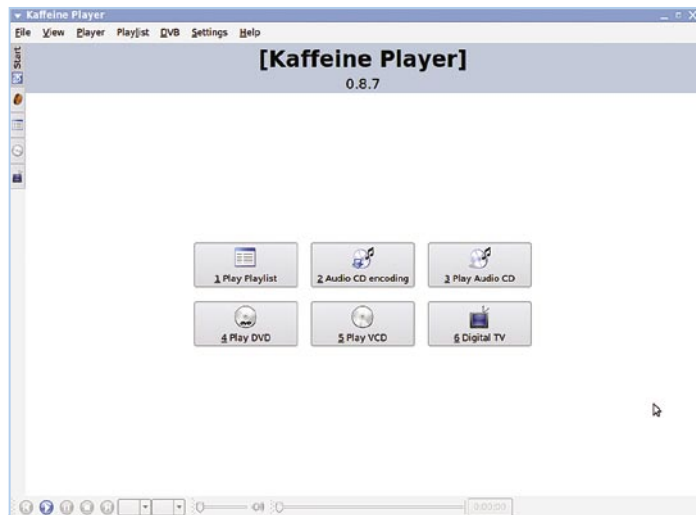 Kaffeine Player
File View Player Playlist DVB Settings Help
Start
[Kaffeine Player]
0.8.7
1 Play Playlist
2 Audio CD encoding
3 Play Audio CD
DVD
4 Play DVD
5 Play VCD
6 Digital TV
0:00:00